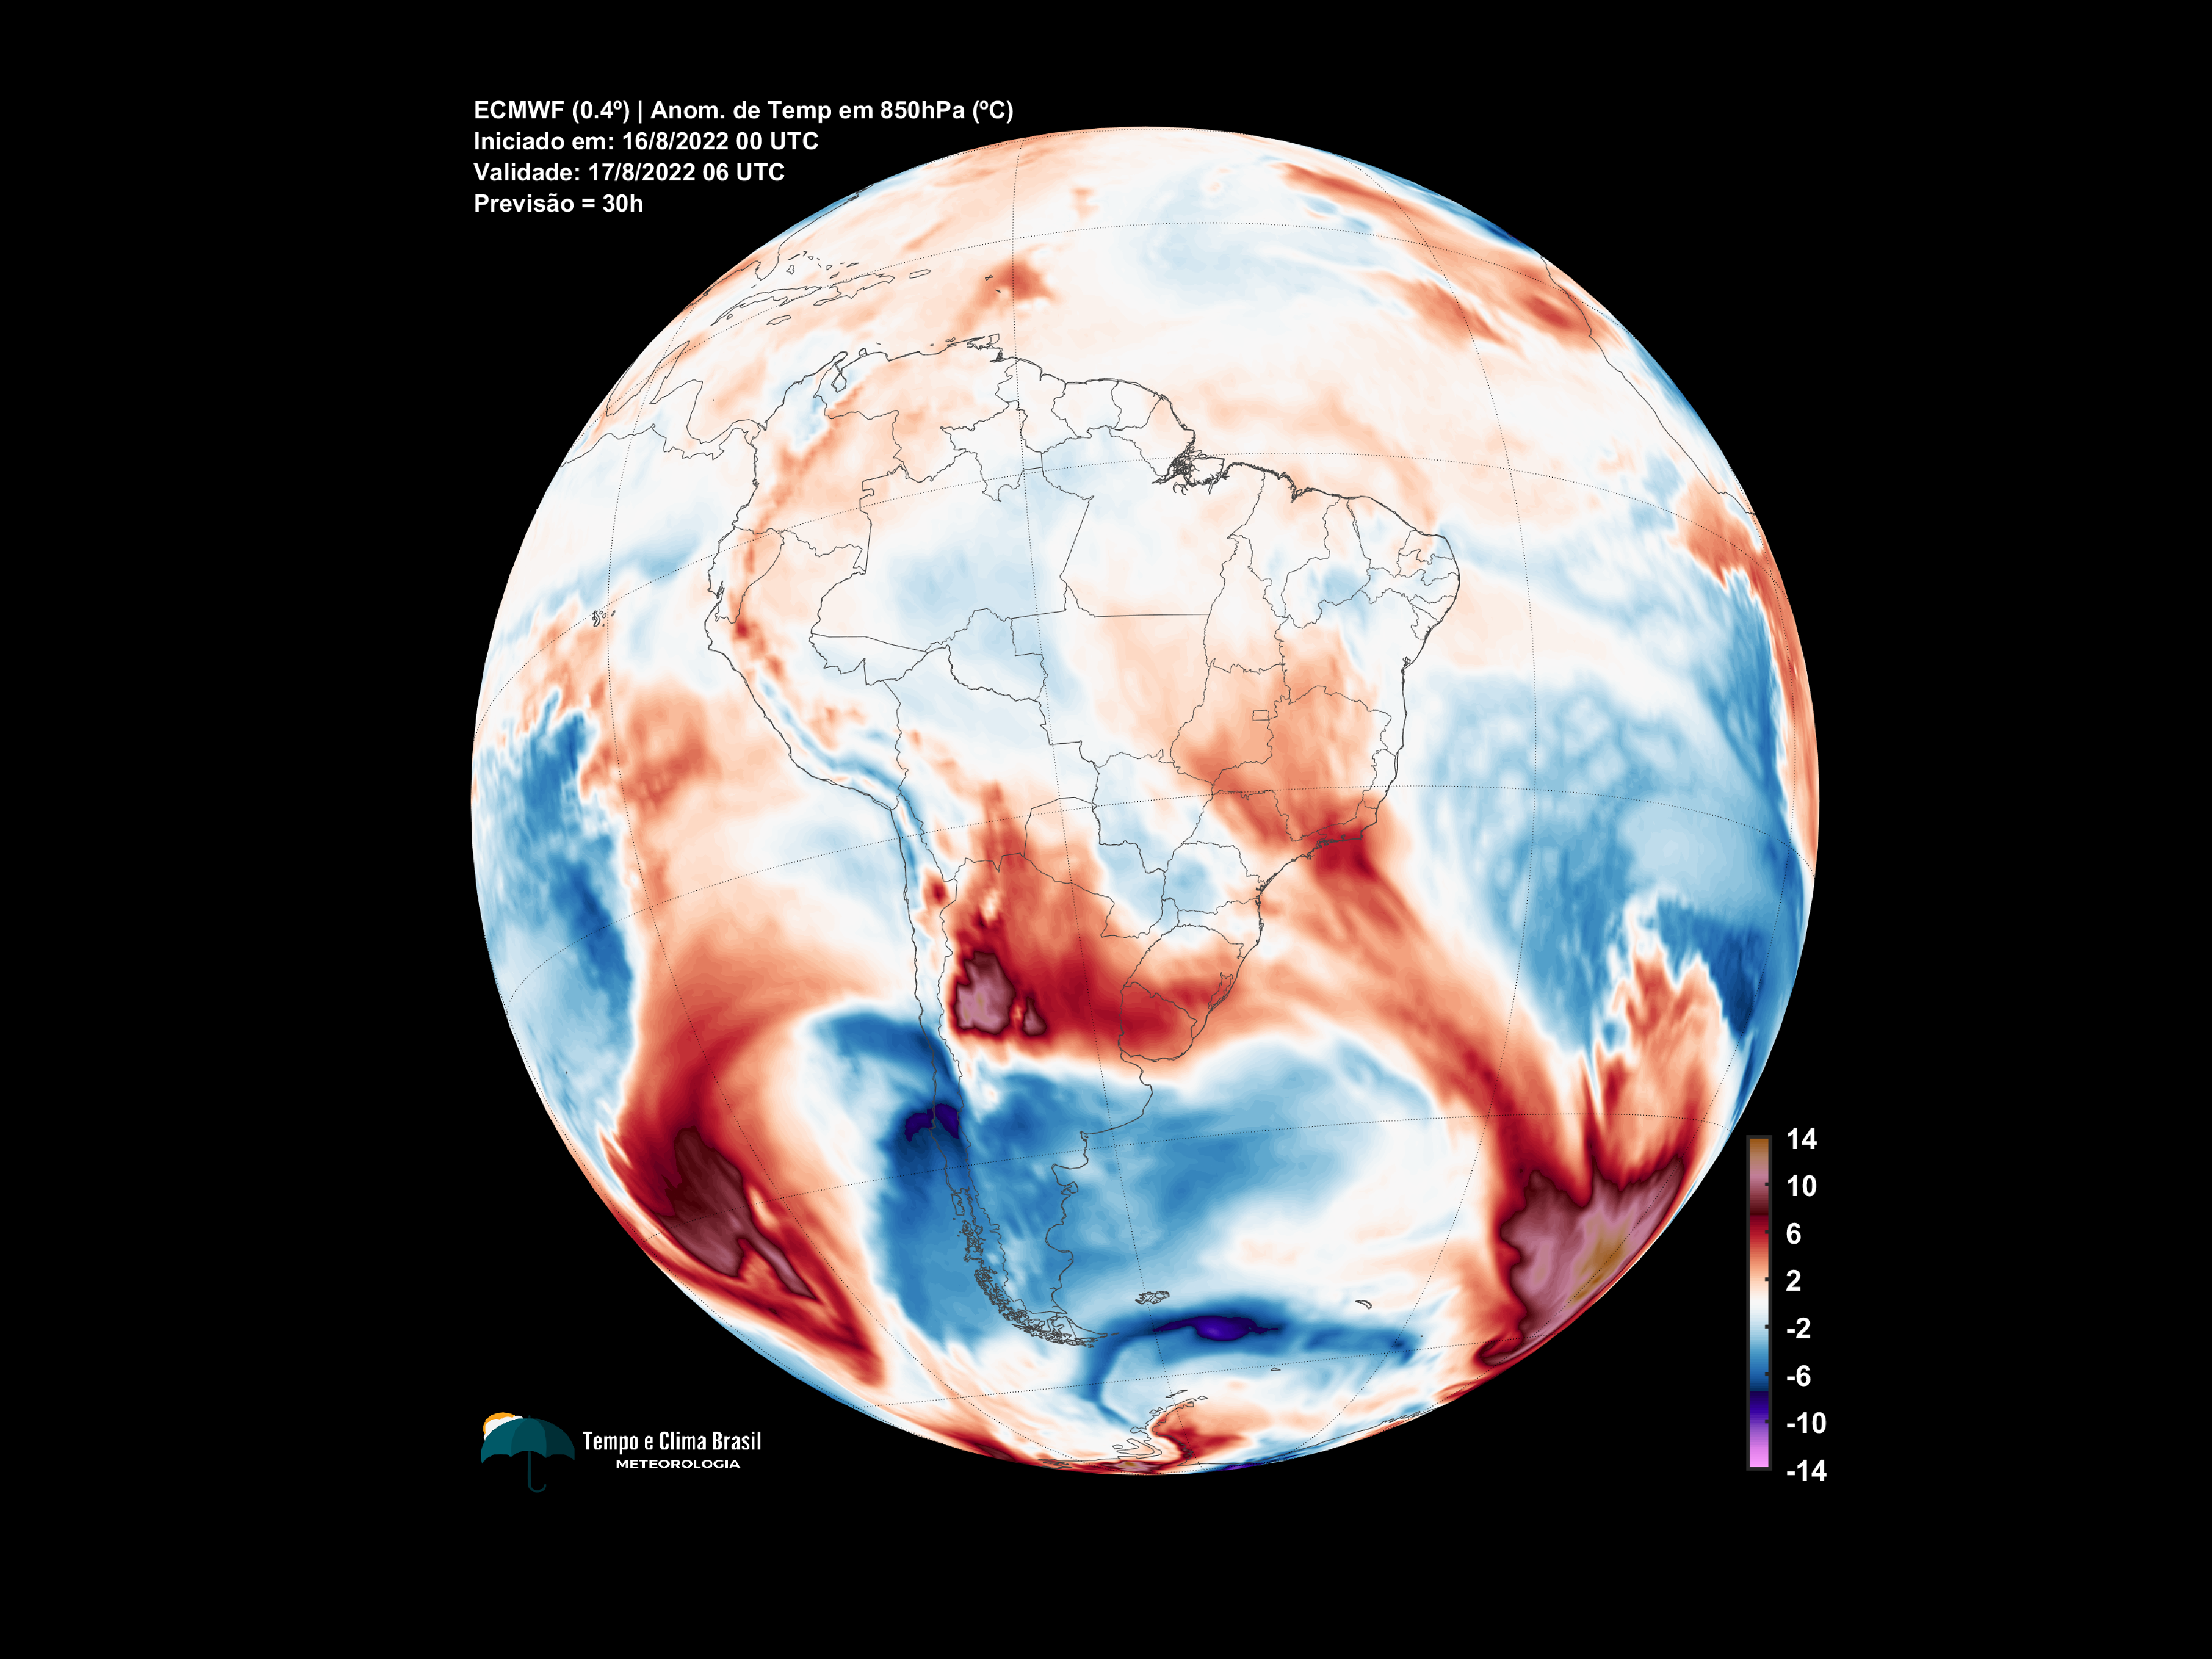 ECMWF (0.4º) | Anom. de Temp em 850hPa (ºC)
Iniciado em: 16/8/2022 00 UTC
Validade: 17/8/2022 06 UTC
Previsão = 30h
14
10
6
2
-2
-6
-10
-14
Tempo e Clima Brasil
METEOROLOGIA